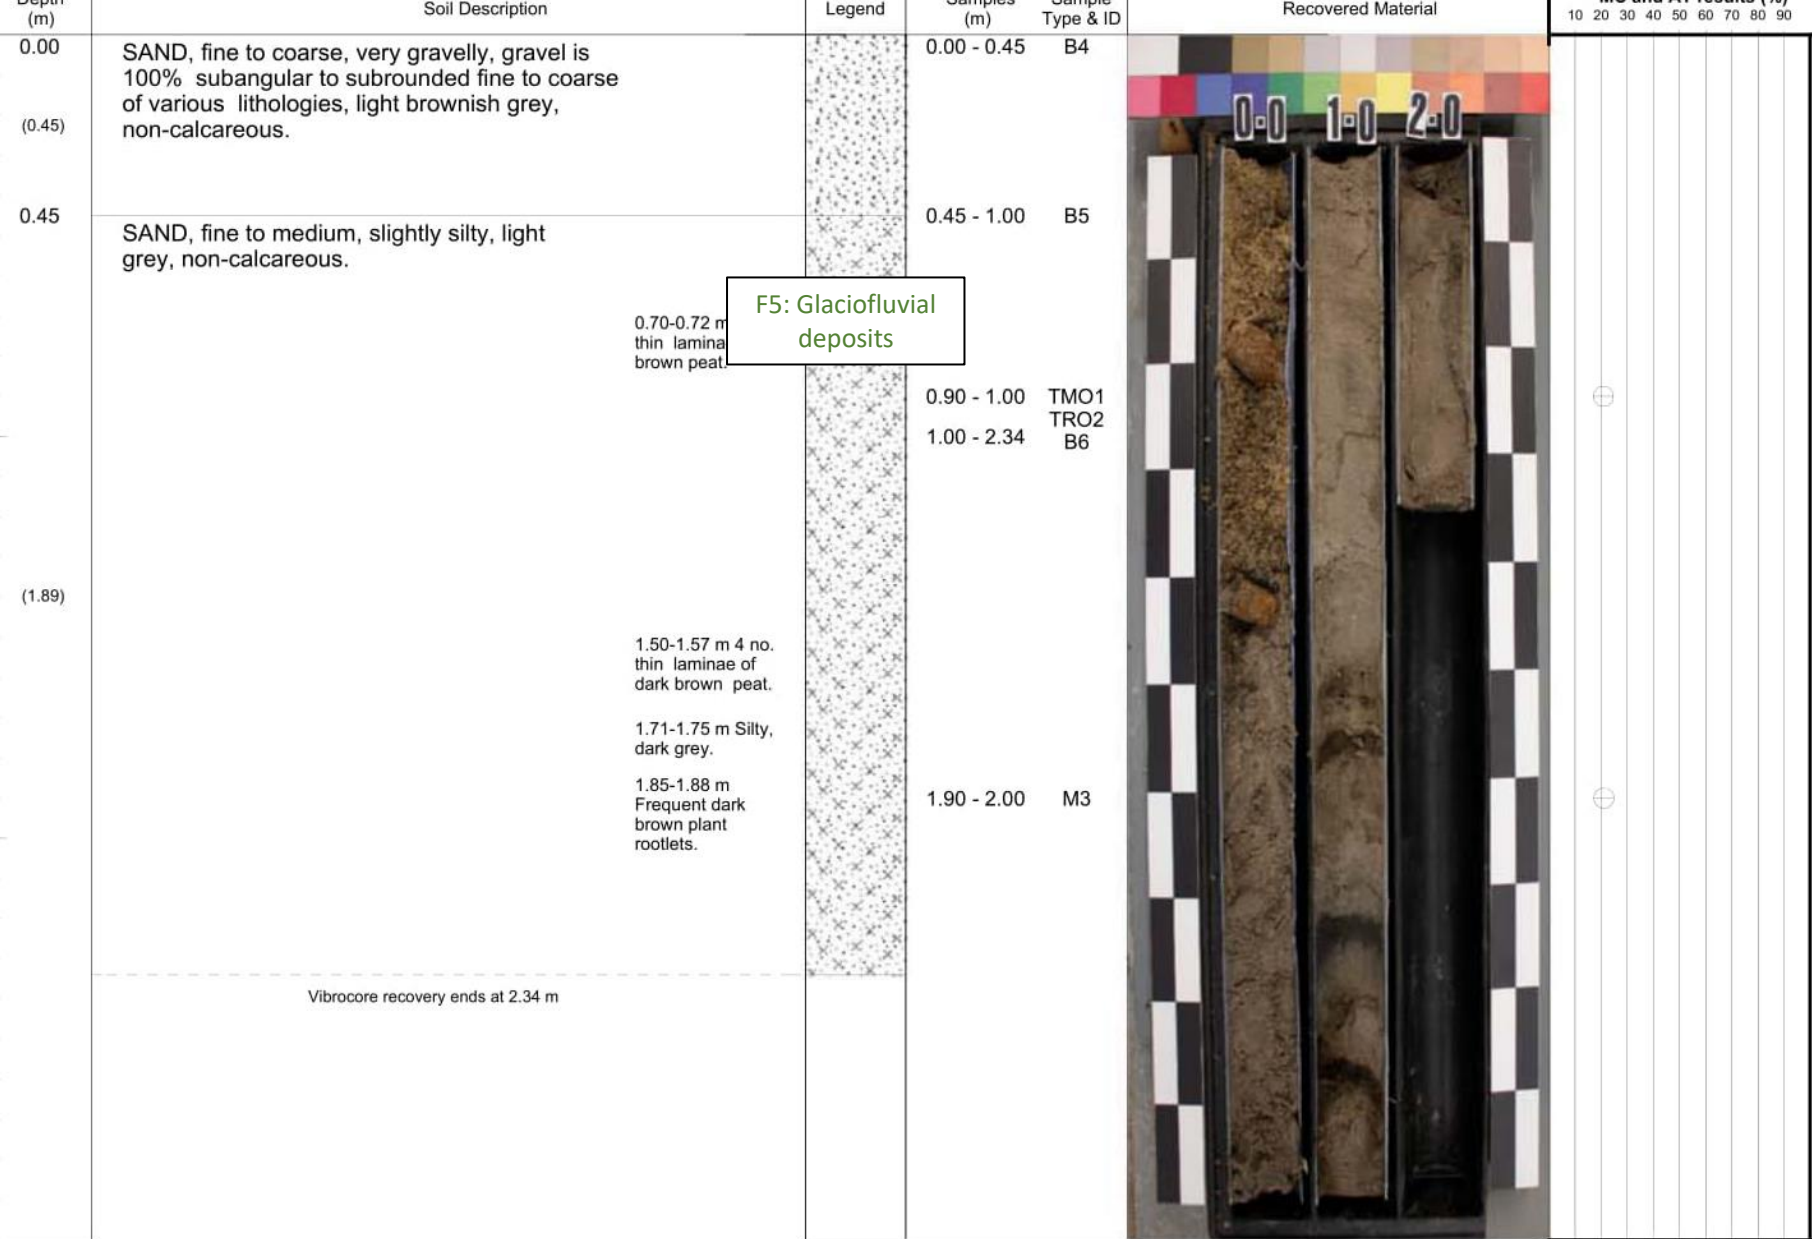 Depth
(m)
Soil Description
Legend
Samples
(m)
Sample
Type & ID
Recovered Material
MC and AT results (%)
10 20 30 40 50 60 70 80 90
0.00
SAND, fine to coarse, very gravelly, gravel is
100% subangular to subrounded fine to coarse
of various lithologies, light brownish grey,
non-calcareous.
(0.45)
0.00 - 0.45 B4
0.0 1.0 2.0
0.45
SAND, fine to medium, slightly silty, light
grey, non-calcareous.
0.45 - 1.00 B5
0.70-0.72 m
thin lamina
brown peat.
F5: Glaciofluvial
deposits
0.90 - 1.00 TMO1
TRO2
1.00 - 2.34 B6
(1.89)
1.50-1.57 m 4 no.
thin laminae of
dark brown peat.
1.71-1.75 m Silty,
dark grey.
1.85-1.88 m
Frequent dark
brown plant
rootlets.
1.90 - 2.00 M3
Vibrocore recovery ends at 2.34 m